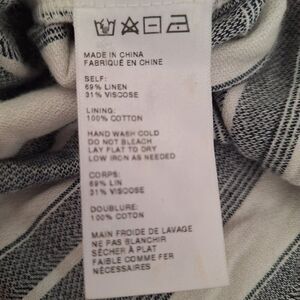 MADE IN CHINA
FABRIQUÉ EN CHINE
SELF:
69% LINEN
31% VISCOSE
LINING:
100% COTTON
HAND WASH COLD
DO NOT BLEACH
LAY FLAT TO DRY
LOW IRON AS NEEDED
CORPS:
69% LIN
31% VISCOSE
DOUBLURE:
100% COTON
MAIN FROIDE DE LAVAGE
NE PAS BLANCHIR
SÉCHER À PLAT
FAIBLE COMME FER
NÉCESSAIRES